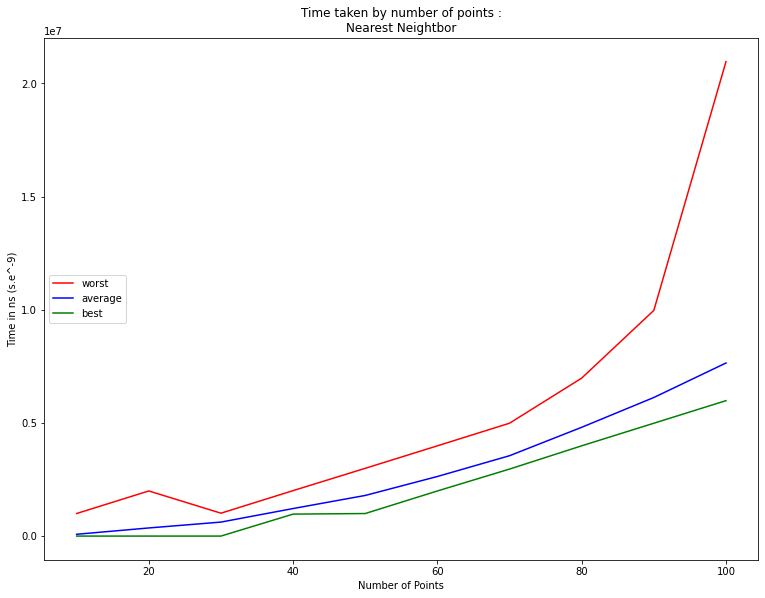 Time taken by number of points :
Nearest Neightbor
1e7
2.0
1.5
1.0
0.5
0.0
Time in ns (s.e^-9)
worst
average
best
20
40
60
80
100
Number of Points